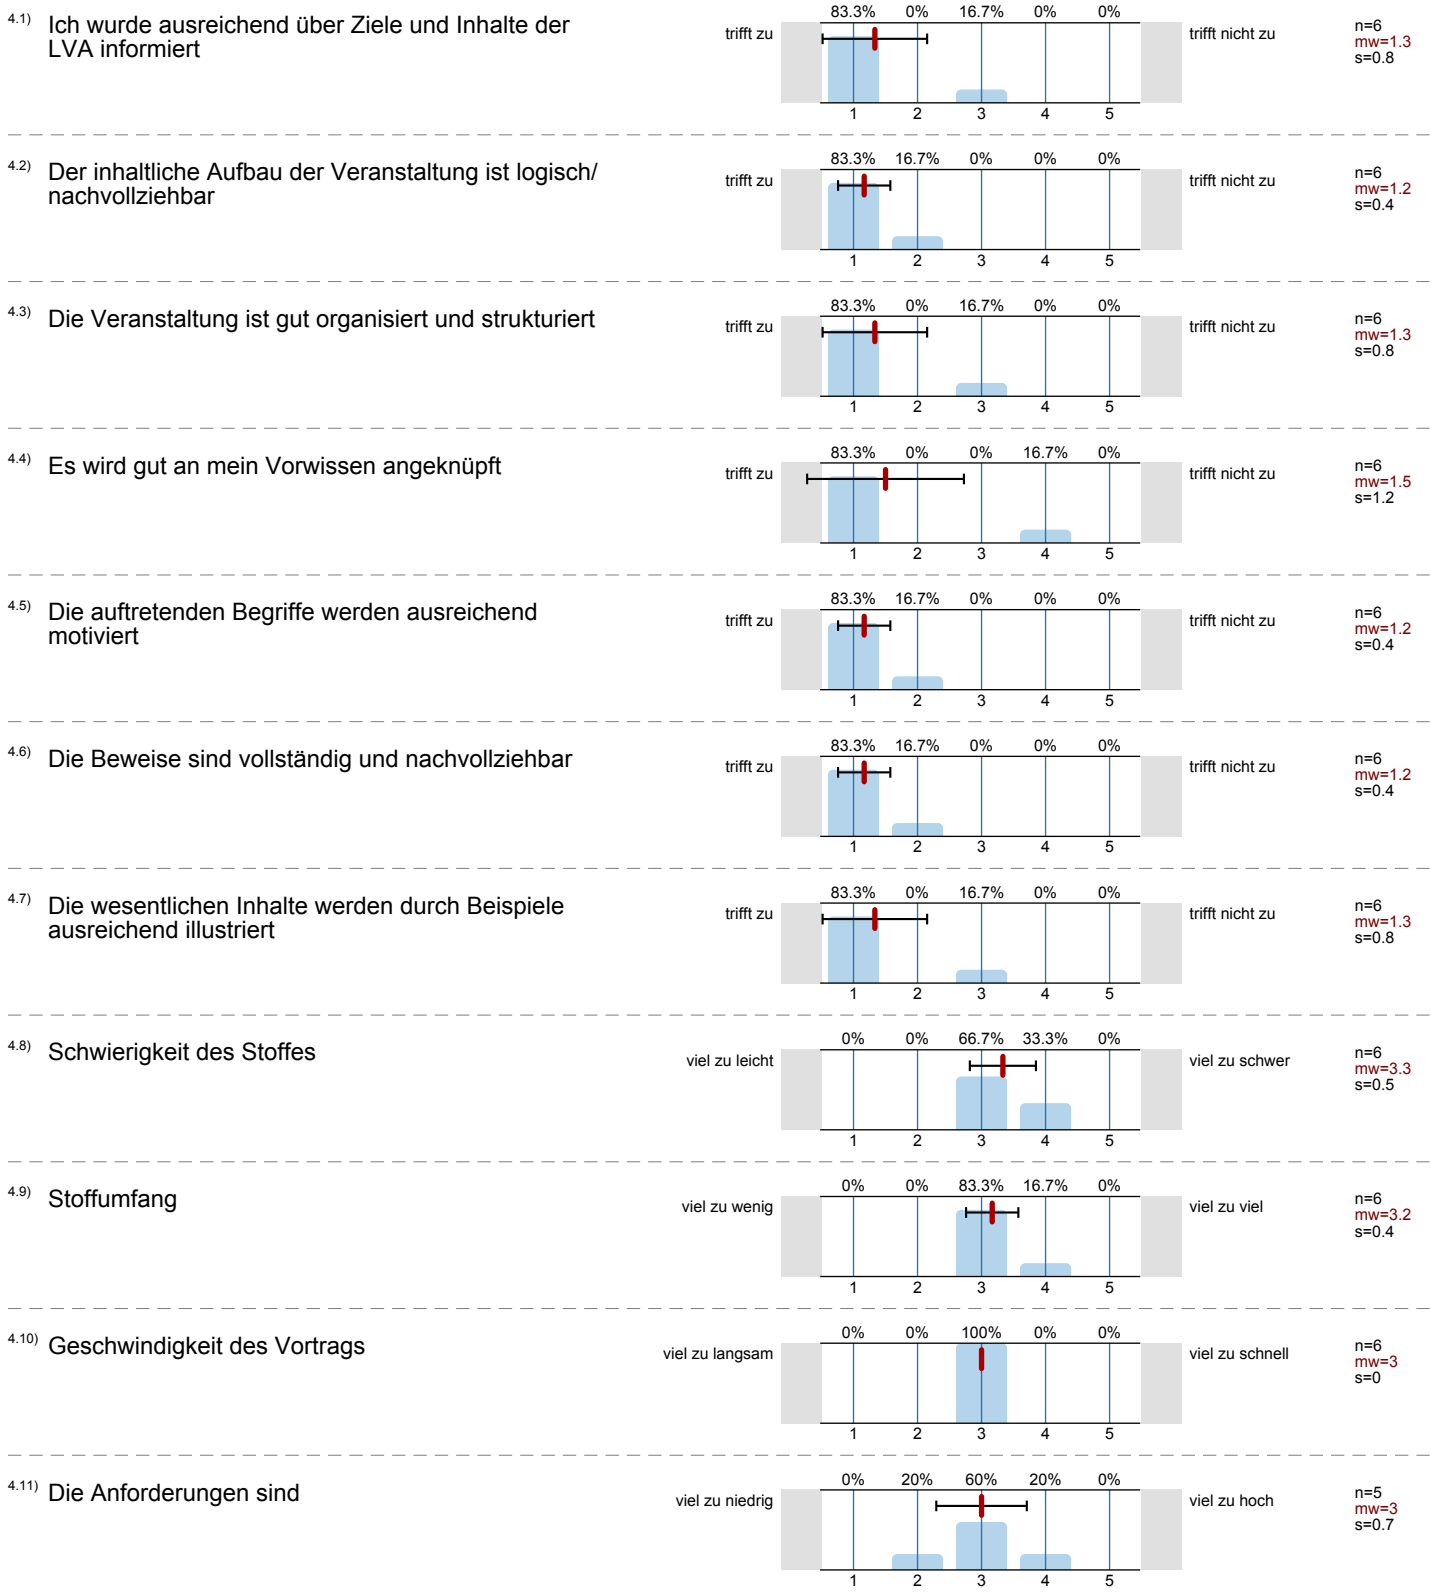 4.1) Ich wurde ausreichend über Ziele und Inhalte der
LVA informiert
83.3% 0% 16.7% 0% 0%
trifft zu
trifft nicht zu
n=6
mw=1.3
s=0.8
1 2 3 4 5
4.2) Der inhaltliche Aufbau der Veranstaltung ist logisch/
nachvollziehbar
83.3% 16.7% 0% 0% 0%
trifft zu
trifft nicht zu
n=6
mw=1.2
s=0.4
1 2 3 4 5
4.3) Die Veranstaltung ist gut organisiert und strukturiert
83.3% 0% 16.7% 0% 0%
trifft zu
trifft nicht zu
n=6
mw=1.3
s=0.8
1 2 3 4 5
4.4) Es wird gut an mein Vorwissen angeknüpft
83.3% 0% 0% 16.7% 0%
trifft zu
trifft nicht zu
n=6
mw=1.5
s=1.2
1 2 3 4 5
4.5) Die auftretenden Begriffe werden ausreichend
motiviert
83.3% 16.7% 0% 0% 0%
trifft zu
trifft nicht zu
n=6
mw=1.2
s=0.4
1 2 3 4 5
4.6) Die Beweise sind vollständig und nachvollziehbar
83.3% 16.7% 0% 0% 0%
trifft zu
trifft nicht zu
n=6
mw=1.2
s=0.4
1 2 3 4 5
4.7) Die wesentlichen Inhalte werden durch Beispiele
ausreichend illustriert
83.3% 0% 16.7% 0% 0%
trifft zu
trifft nicht zu
n=6
mw=1.3
s=0.8
1 2 3 4 5
4.8) Schwierigkeit des Stoffes
0% 0% 66.7% 33.3% 0%
viel zu leicht
viel zu schwer
n=6
mw=3.3
s=0.5
1 2 3 4 5
4.9) Stoffumfang
0% 0% 83.3% 16.7% 0%
viel zu wenig
viel zu viel
n=6
mw=3.2
s=0.4
1 2 3 4 5
4.10) Geschwindigkeit des Vortrags
0% 0% 100% 0% 0%
viel zu langsam
viel zu schnell
n=6
mw=3
s=0
1 2 3 4 5
4.11) Die Anforderungen sind
0% 20% 60% 20% 0%
viel zu niedrig
viel zu hoch
n=5
mw=3
s=0.7
1 2 3 4 5